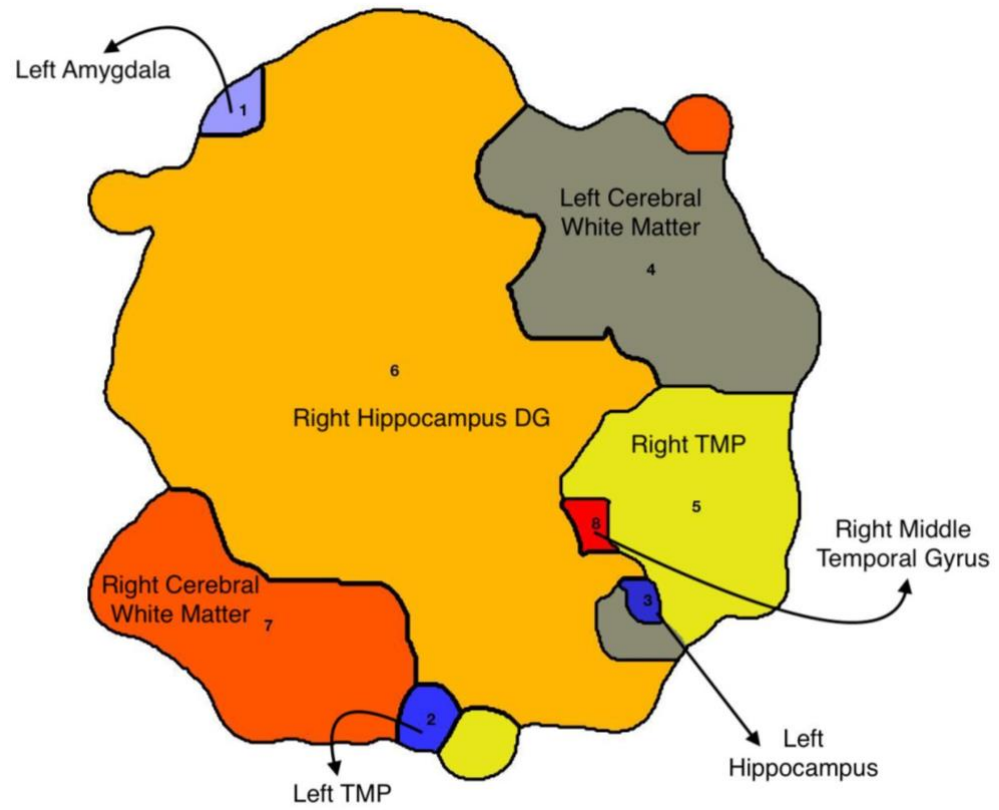 Left Amygdala
1
Left Cerebral
White Matter
4
6
Right Hippocampus DG
Right TMP
5
8
Right Middle
Temporal Gyrus
Right Cerebral
White Matter
7
3
2
Left
Hippocampus
Left TMP